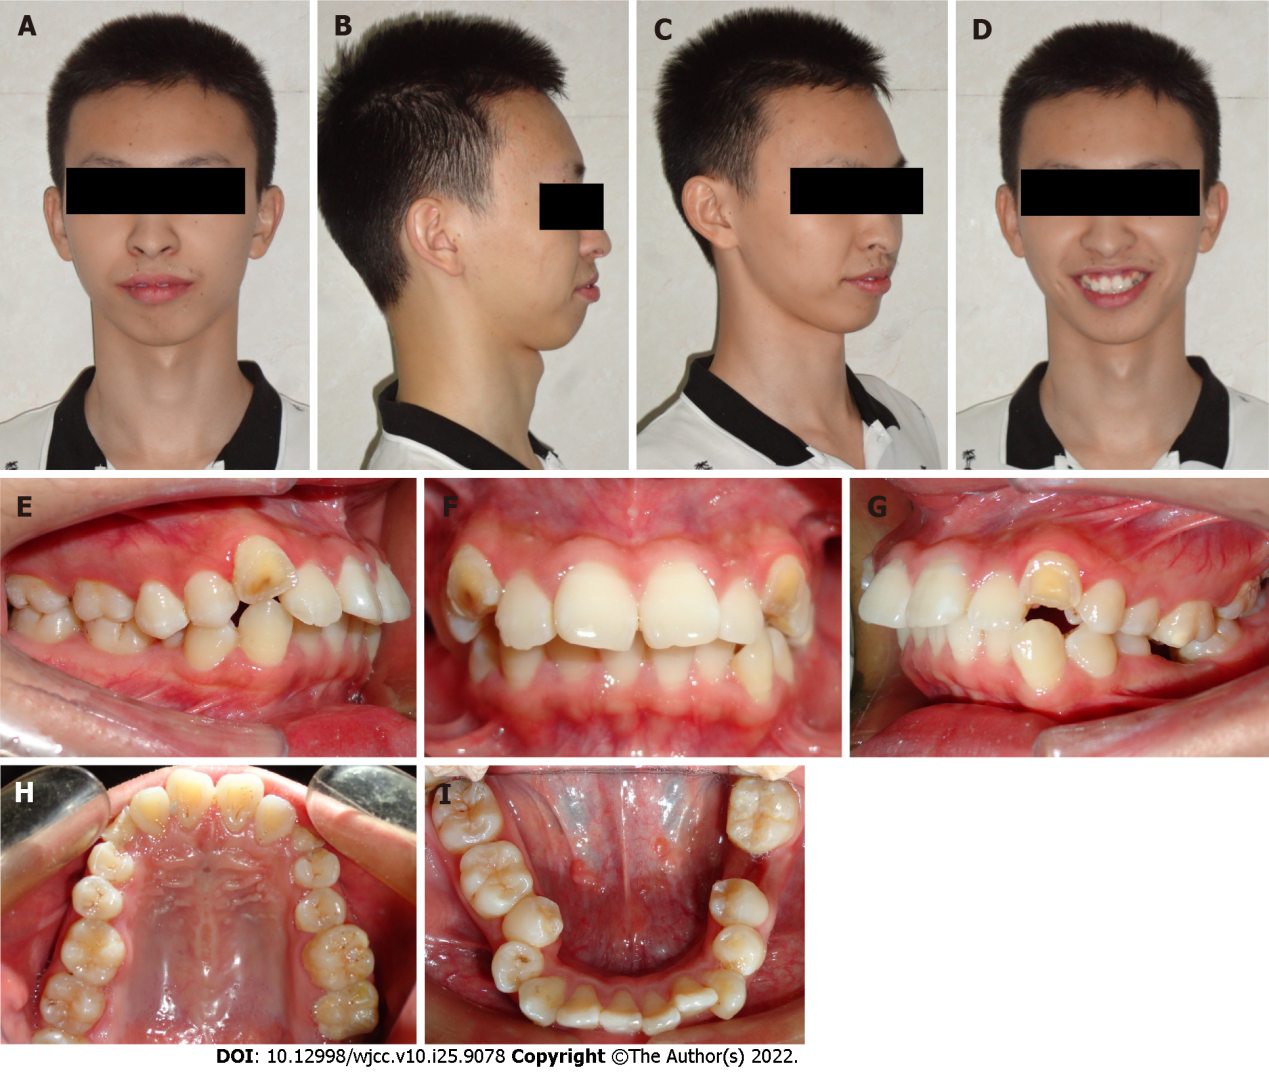 A
B
C
D
E
F
G
H
I
DOI: 10.12998/wjcc.v10.i25.9078 Copyright ©The Author(s) 2022.